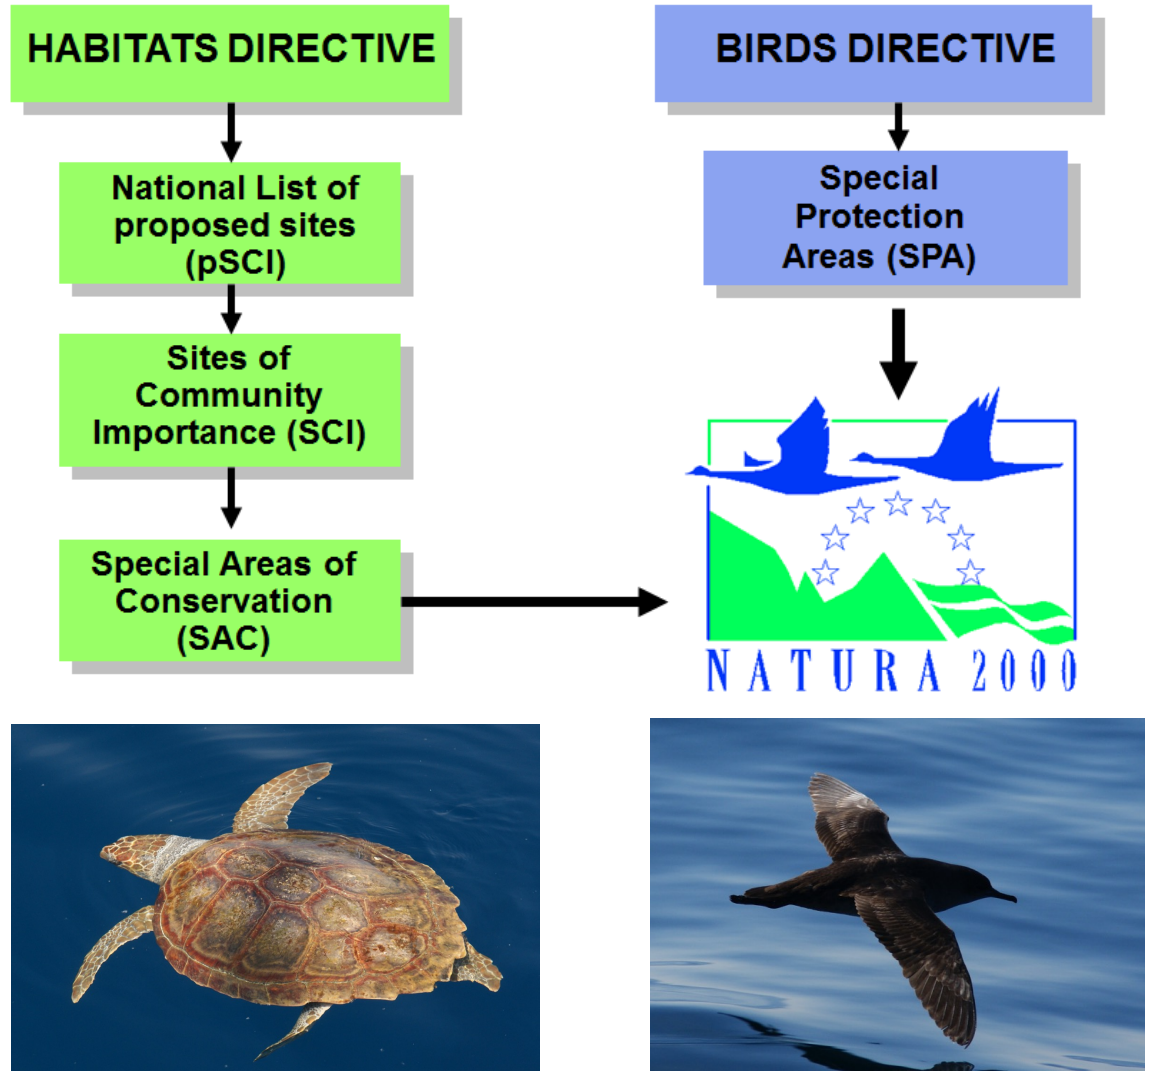 HABITATS DIRECTIVE
National List of
proposed sites
(pSCI)
Sites of
Community
Importance (SCI)
Special Areas of
Conservation
(SAC)
BIRDS DIRECTIVE
Special
Protection
Areas (SPA)
NATURA 2000